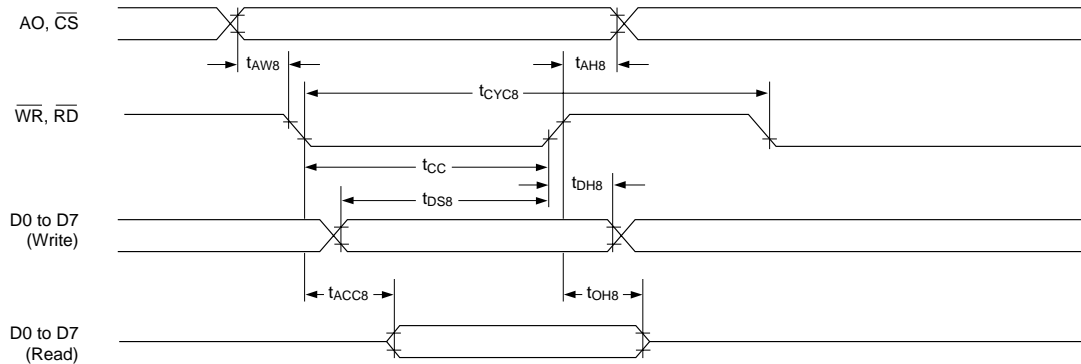 AO, CS
tAW8
tAH8
tCYC8
WR, RD
tCC
tDH8
tDS8
D0 to D7
(Write)
tACC8
tOH8
D0 to D7
(Read)